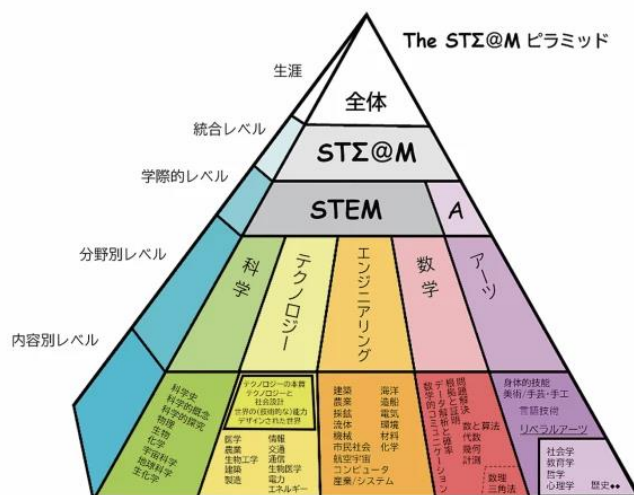 The STΣ@M ピラミッド
生涯
全体
統合レベル
STΣ@M
学際的レベル
STEM
A
分野別レベル
科学
テクノロジー
エンジニアリング
数学
アーツ
内容別レベル
科学史
科学的概念
科学的探究
物理
生物
化学
宇宙科学
地球科学
生化学
テクノロジーの本質
テクノロジーと
社会設計
世界の(技術的な)能力
デザインされた世界
医学 情報
農業 交通
生物工学 通信
建築 生物医学
製造 電力
エネルギー
建築 海洋
農業 造船
採鉱 電気
流体 環境
機械 材料
市民社会 化学
航空宇宙
コンピュータ
産業/システム
問題解決
根拠と証明
データ解析と確率
数学的コミュニケーション
数と算法
代数
幾何
計測
数理
三角法
身体的技能
美術/手芸・手工
言語技術
リベラルアーツ
社会学
教育学
哲学
心理学 歴史••